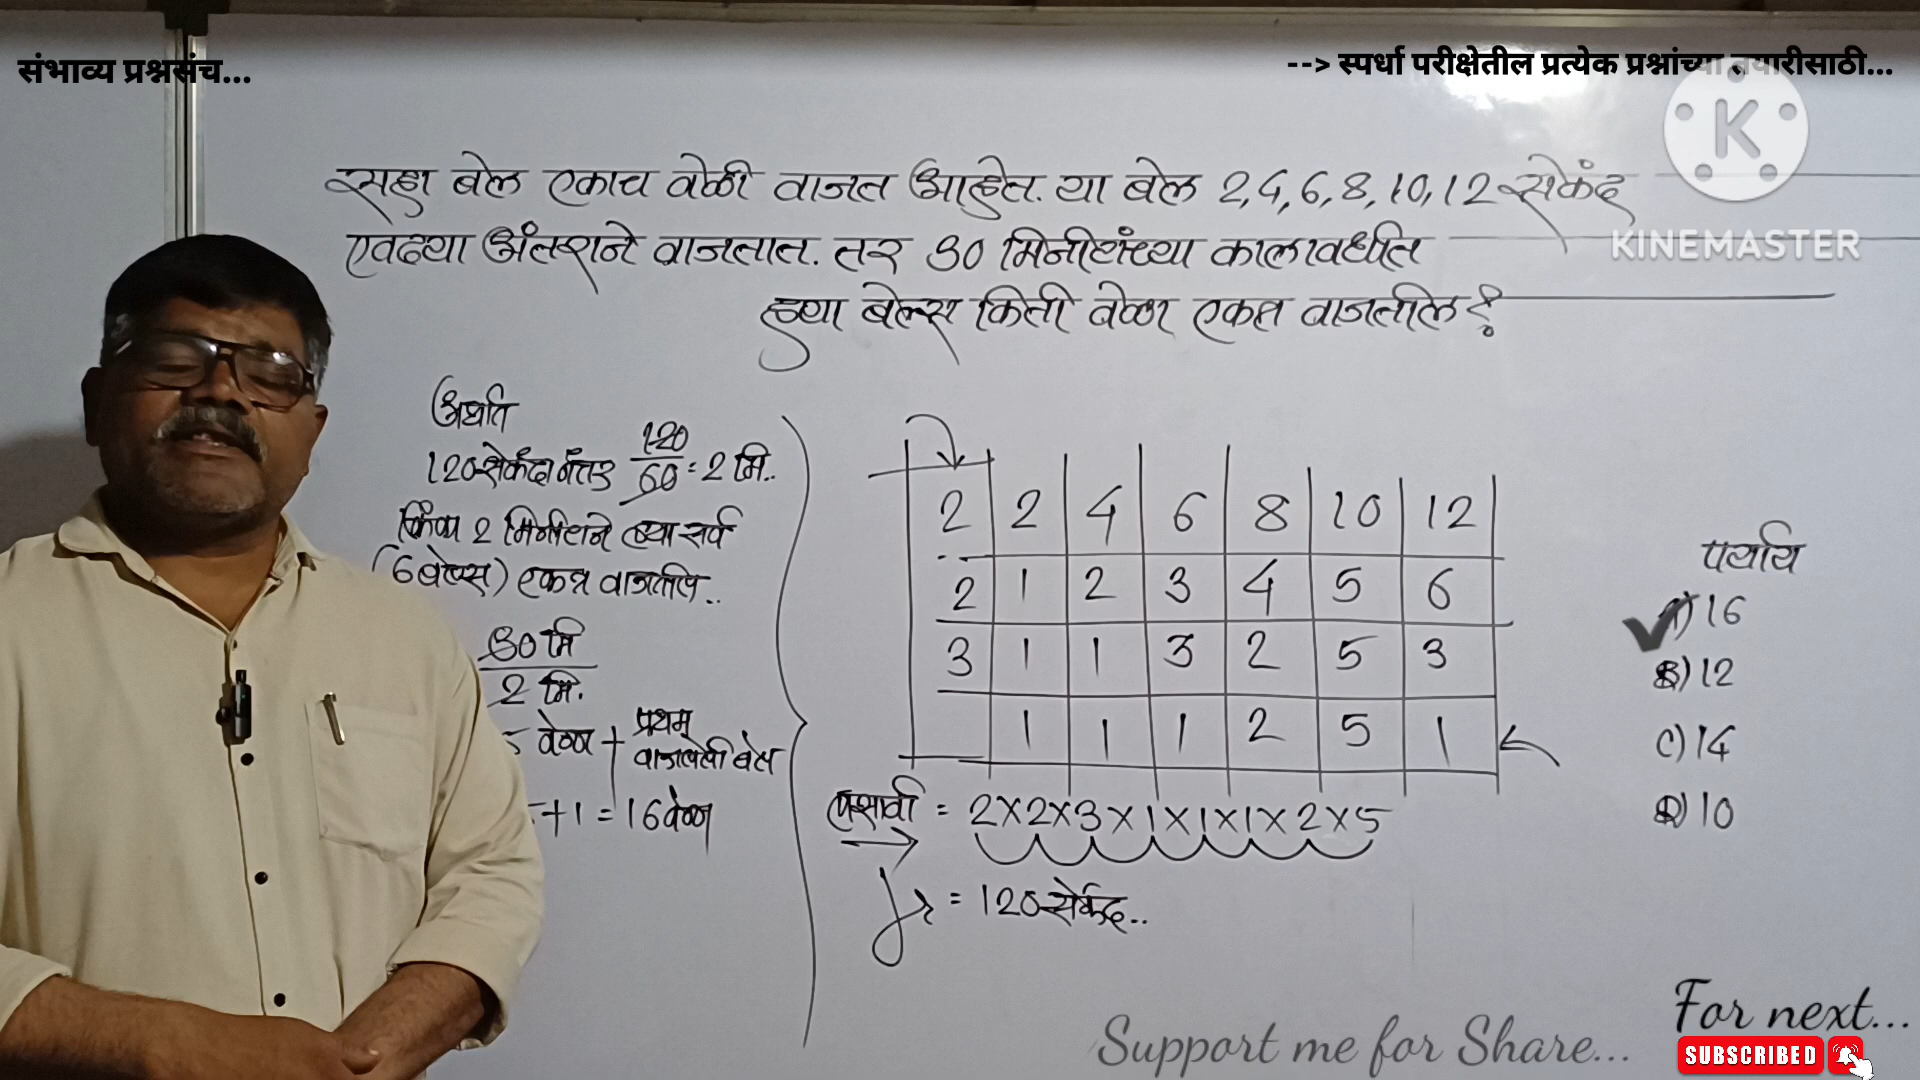 संभाव्य प्रश्नसंच...
--> स्पर्धा परीक्षेतील प्रत्येक प्रश्नांच्या तयारीसाठी...
K
KINEMASTER
सहा बेल एकाच वेळी वाजत आहेत. या बेल 2,4,6,8,10,12 सेकंद
एवढ्या अंतराने वाजतात. तर 30 मिनीटांच्या कालावधीत
ह्या बेल्स किती वेळा एकत्र वाजतील ?
अर्थात
120 सेकंदानंतर 120/60 = 2 मि..
किंवा 2 मिनीटाने ह्या सर्व
(6 बेल्स) एकत्र वाजतील..
30 मि
2 मि.
वेळा + प्रथम
वाजलेली बेल
+1 = 16 वेळा
2 2 4 6 8 10 12
2 1 2 3 4 5 6
3 1 1 3 2 5 3
1 1 1 2 5 1
लसावी = 2×2×3×1×1×1×2×5
= 120 सेकंद..
पर्याय
A) 16
B) 12
C) 14
D) 10
Support me for Share...
For next...
SUBSCRIBED